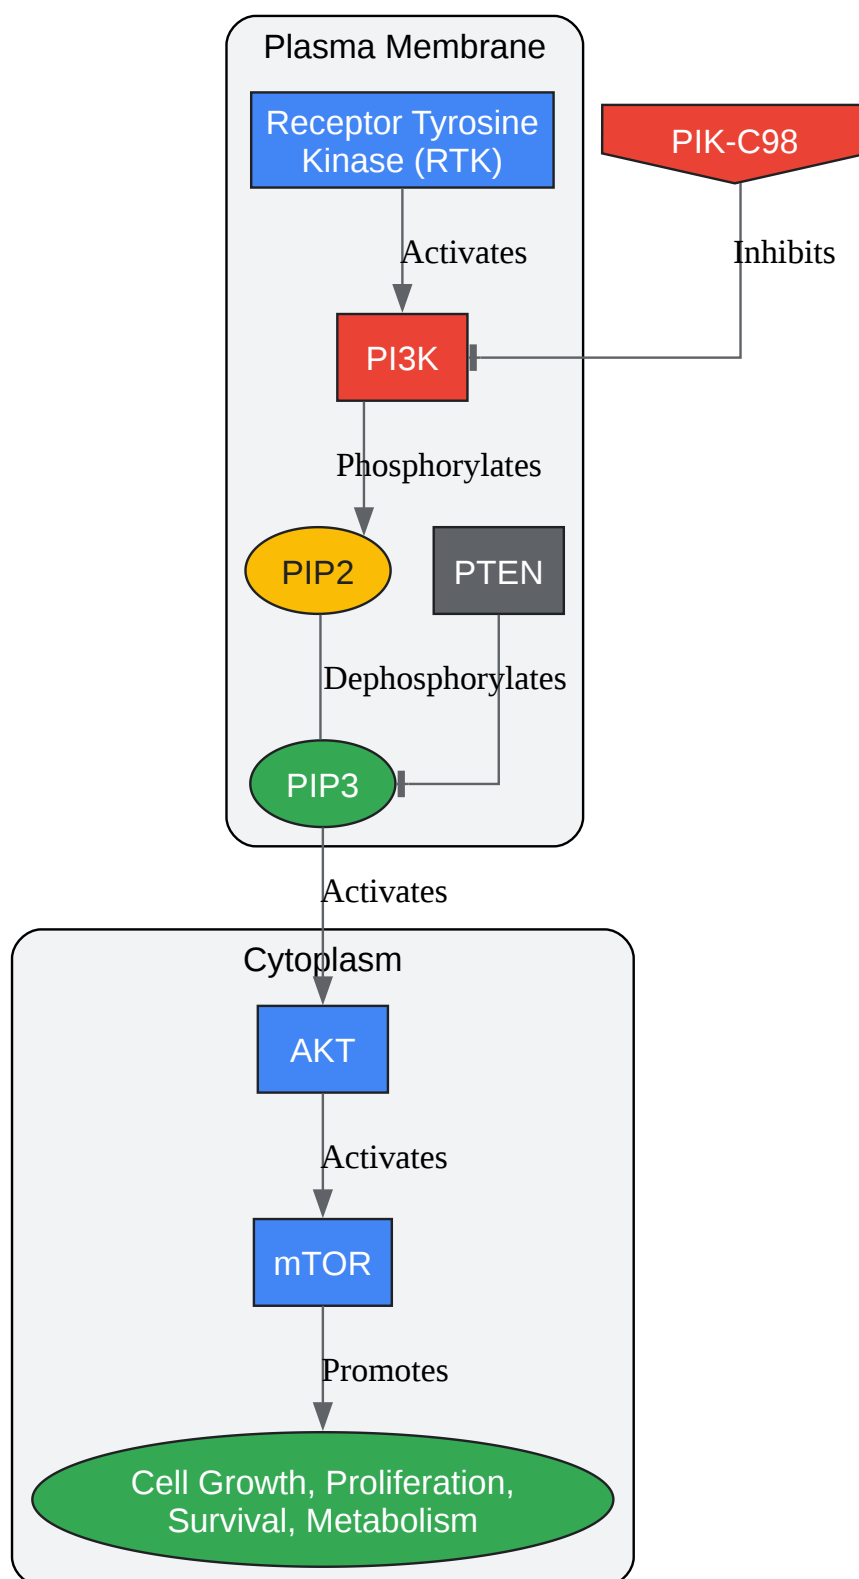 Plasma Membrane
Receptor Tyrosine
Kinase (RTK)
PIK-C98
Activates
Inhibits
PI3K
Phosphorylates
PIP2
PTEN
Dephosphorylates
PIP3
Activates
Cytoplasm
AKT
Activates
mTOR
Promotes
Cell Growth, Proliferation,
Survival, Metabolism